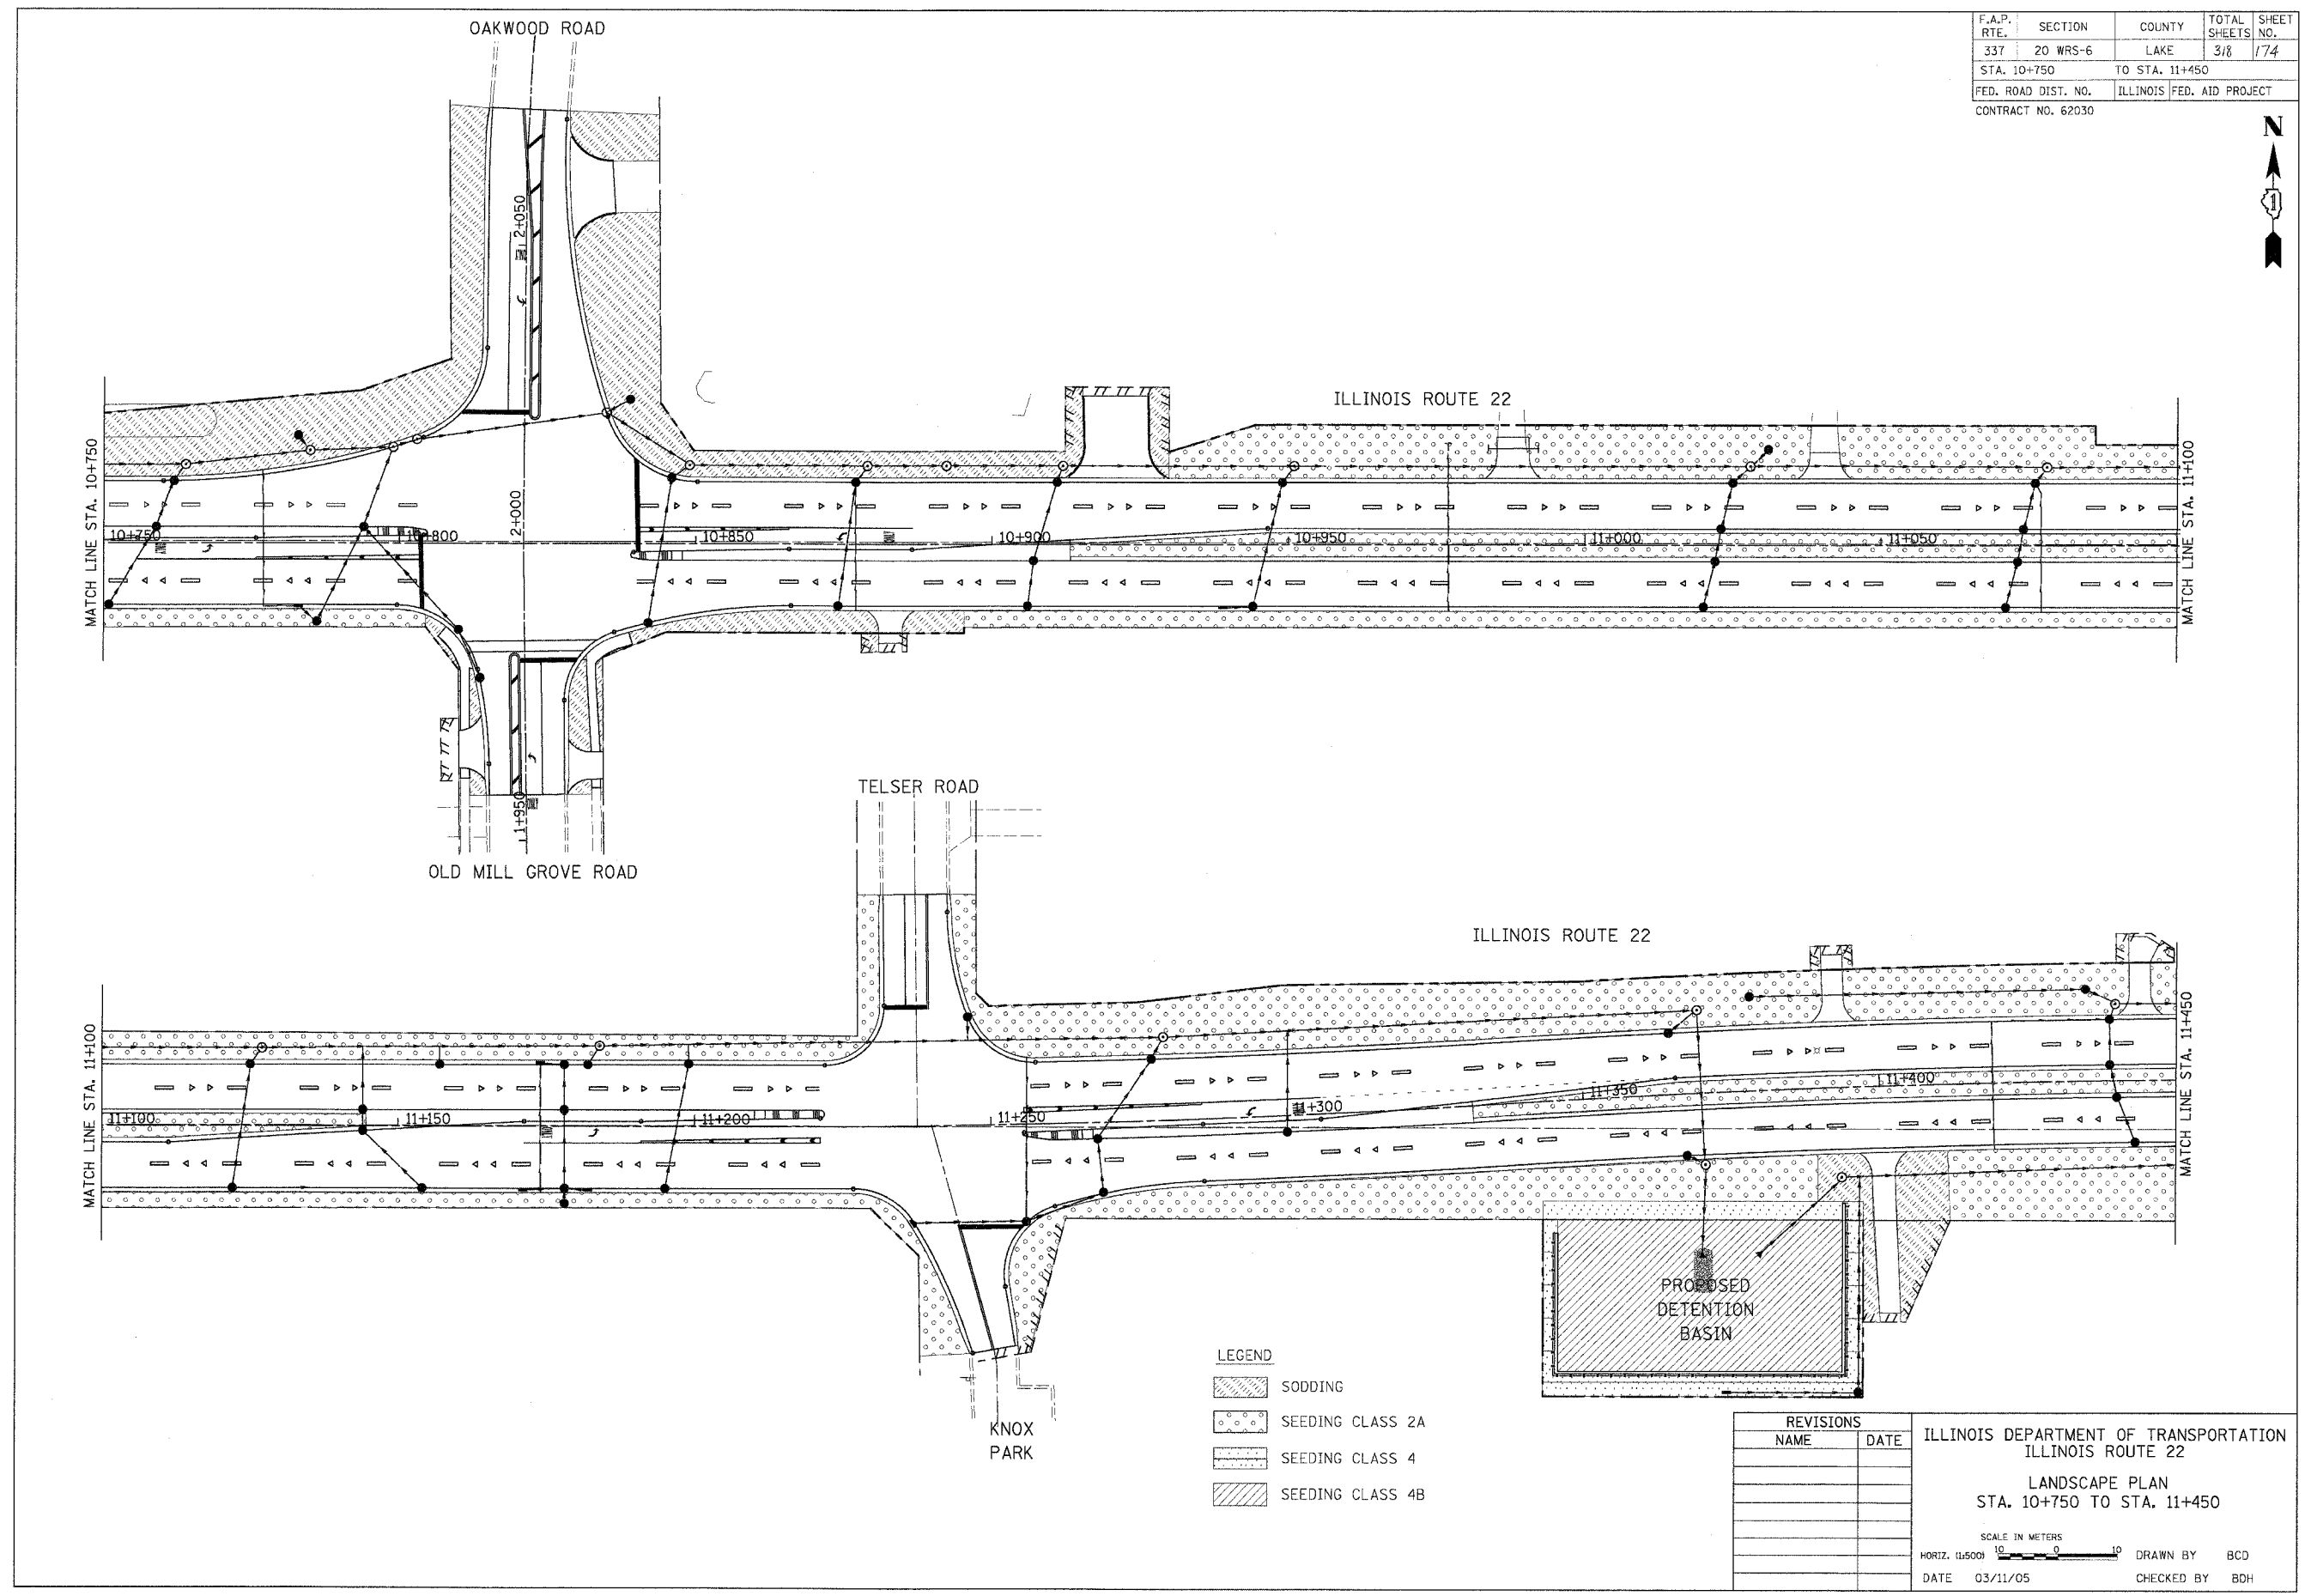 OAKWOOD ROAD
F.A.P. RTE. SECTION COUNTY TOTAL SHEETS SHEET NO.
337 20 WRS-6 LAKE 318 174
STA. 10+750 TO STA. 11+450
FED. ROAD DIST. NO. ILLINOIS FED. AID PROJECT
CONTRACT NO. 62030
N
1
2+050
ILLINOIS ROUTE 22
MATCH LINE STA. 10+750
2+000
10+750 10+800 10+850 10+900 10+950 11+000 11+050
MATCH LINE STA. 11+100
ONLY
1+950
OLD MILL GROVE ROAD
TELSER ROAD
ILLINOIS ROUTE 22
MATCH LINE STA. 11+100
11+100 11+150 11+200 11+250 11+300 11+350 11+400
MATCH LINE STA. 11+450
PROPOSED
DETENTION
BASIN
KNOX
PARK
LEGEND
SODDING
SEEDING CLASS 2A
SEEDING CLASS 4
SEEDING CLASS 4B
REVISIONS
NAME DATE
ILLINOIS DEPARTMENT OF TRANSPORTATION
ILLINOIS ROUTE 22
LANDSCAPE PLAN
STA. 10+750 TO STA. 11+450
SCALE IN METERS
HORIZ. (1:500) 10 0 10
DRAWN BY BCD
DATE 03/11/05
CHECKED BY BDH